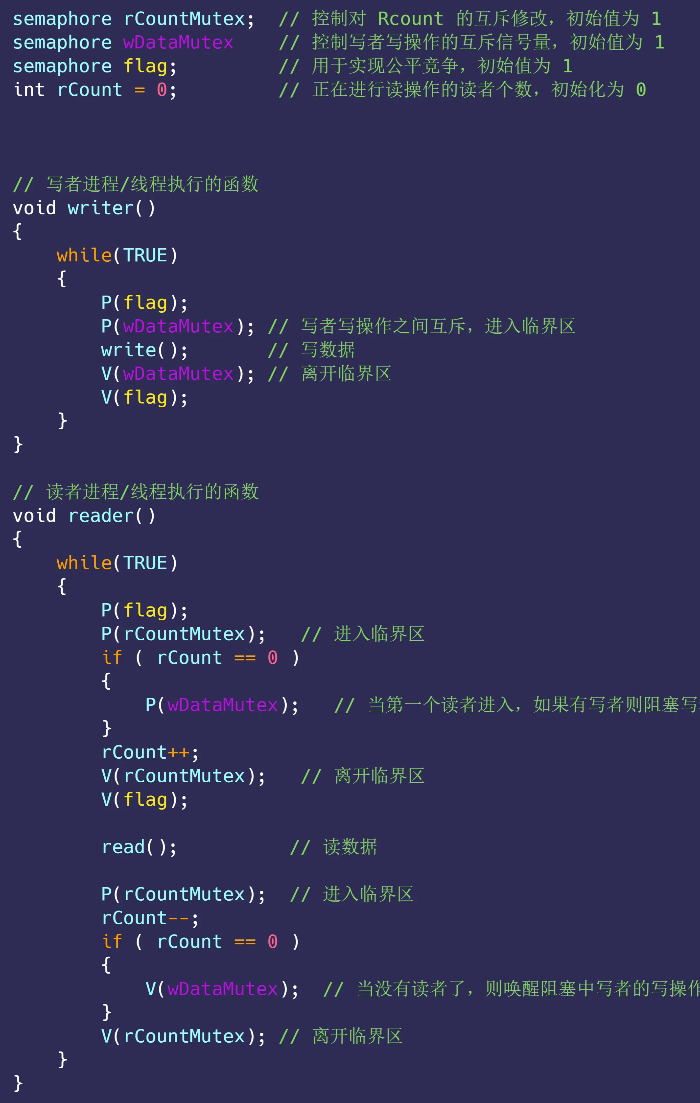 semaphore rCountMutex;  // 控制对 Rcount 的互斥修改，初始值为 1
semaphore wDataMutex    // 控制写者写操作的互斥信号量，初始值为 1
semaphore flag;         // 用于实现公平竞争，初始值为 1
int rCount = 0;         // 正在进行读操作的读者个数，初始化为 0
// 写者进程/线程执行的函数
void writer()
{
    while(TRUE)
    {
        P(flag);
        P(wDataMutex); // 写者写操作之间互斥，进入临界区
        write();       // 写数据
        V(wDataMutex); // 离开临界区
        V(flag);
    }
}
// 读者进程/线程执行的函数
void reader()
{
    while(TRUE)
    {
        P(flag);
        P(rCountMutex);   // 进入临界区
        if ( rCount == 0 )
        {
            P(wDataMutex);   // 当第一个读者进入，如果有写者则阻塞写
        }
        rCount++;
        V(rCountMutex);   // 离开临界区
        V(flag);
        read();          // 读数据
        P(rCountMutex);  // 进入临界区
        rCount--;
        if ( rCount == 0 )
        {
            V(wDataMutex);  // 当没有读者了，则唤醒阻塞中写者的写操作
        }
        V(rCountMutex); // 离开临界区
    }
}